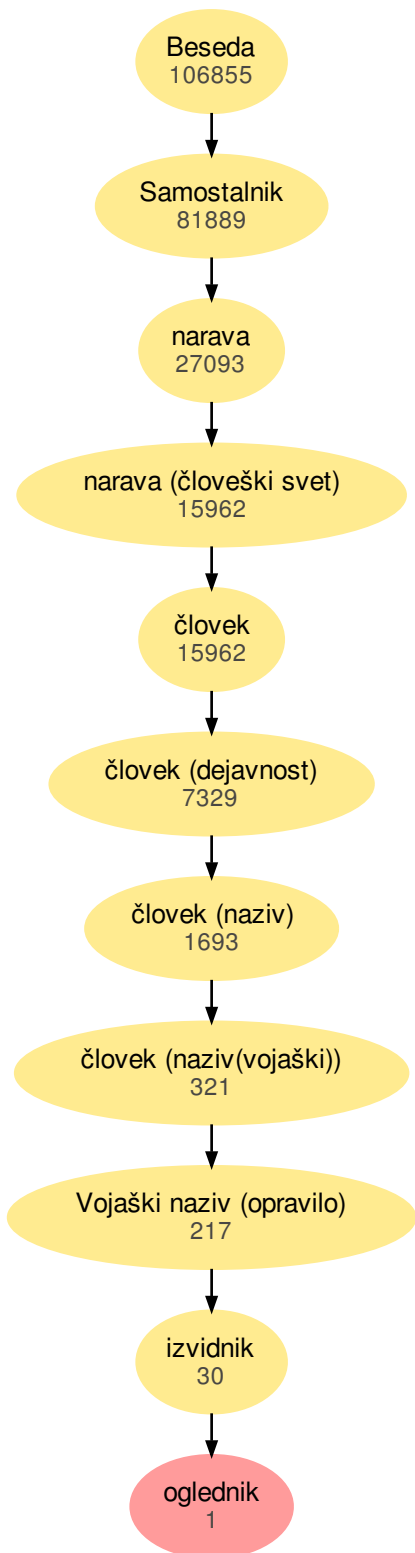 Beseda
106855
Samostalnik
81889
narava
27093
narava (človeški svet)
15962
človek
15962
človek (dejavnost)
7329
človek (naziv)
1693
človek (naziv(vojaški))
321
Vojaški naziv (opravilo)
217
izvidnik
30
oglednik
1